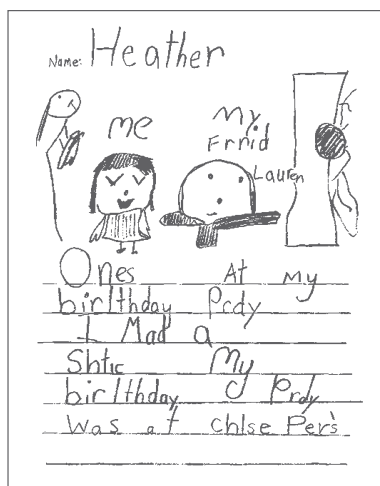 Name: Heather
me
my
Frnid
Lauren
Ones At my
birlthday Prdy
I Mad a
Shtic My
birlthday Prdy
was at chlse Per's